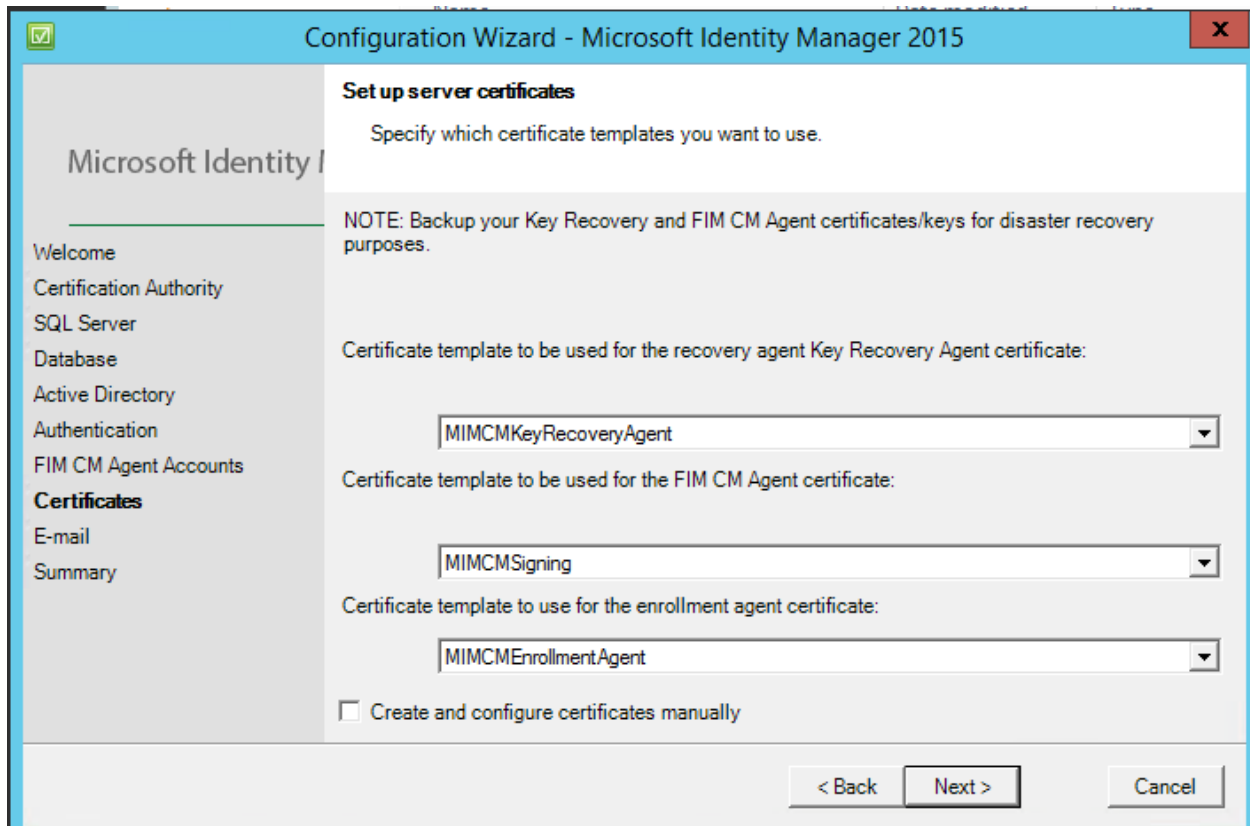 Name Date modified Type
Configuration Wizard - Microsoft Identity Manager 2015
x
Set up server certificates
Specify which certificate templates you want to use.
Microsoft Identity
NOTE: Backup your Key Recovery and FIM CM Agent certificates/keys for disaster recovery
purposes.
Welcome
Certification Authority
SQL Server
Database
Active Directory
Authentication
FIM CM Agent Accounts
Certificates
E-mail
Summary
Certificate template to be used for the recovery agent Key Recovery Agent certificate:
MIMCMKeyRecoveryAgent
Certificate template to be used for the FIM CM Agent certificate:
MIMCMSigning
Certificate template to use for the enrollment agent certificate:
MIMCMEnrollmentAgent
Create and configure certificates manually
< Back Next > Cancel